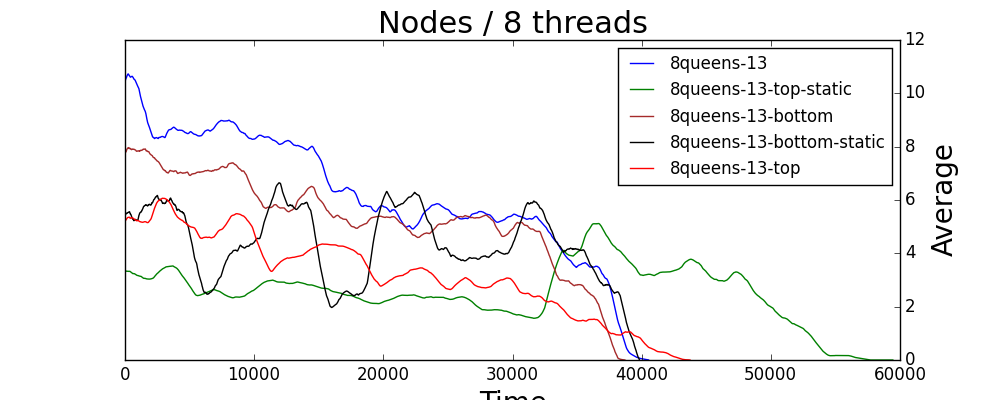 Nodes / 8 threads
8queens-13
8queens-13-top-static
8queens-13-bottom
8queens-13-bottom-static
8queens-13-top
12
10
8
6
4
2
0
Average
0 10000 20000 30000 40000 50000 60000
Time